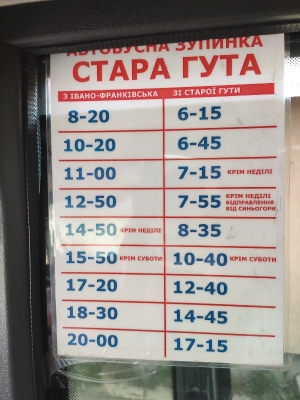 АВТОБУСНА ЗУПИНКА
СТАРА ГУТА
З ІВАНО-ФРАНКІВСЬКА ЗІ СТАРОЇ ГУТИ
8-20 6-15
10-20 6-45
11-00 7-15 КРІМ НЕДІЛІ
12-50 7-55 КРІМ НЕДІЛІ
ВІДПРАВЛЕННЯ
ВІД СИНЬОГОРИ
14-50 КРІМ НЕДІЛІ 8-35
15-50 КРІМ СУБОТИ 10-40 КРІМ СУБОТИ
17-20 12-40
18-30 14-45
20-00 17-15